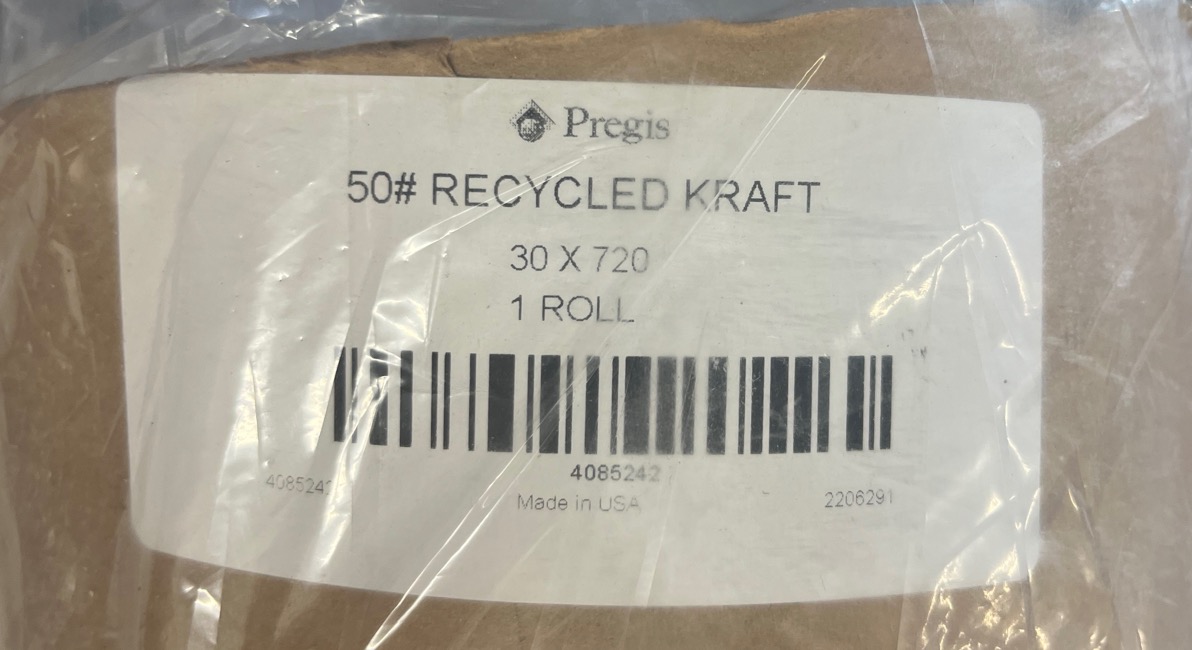 Pregis
50# RECYCLED KRAFT
30 X 720
1 ROLL
4085242
4085242 Made in USA 2206291